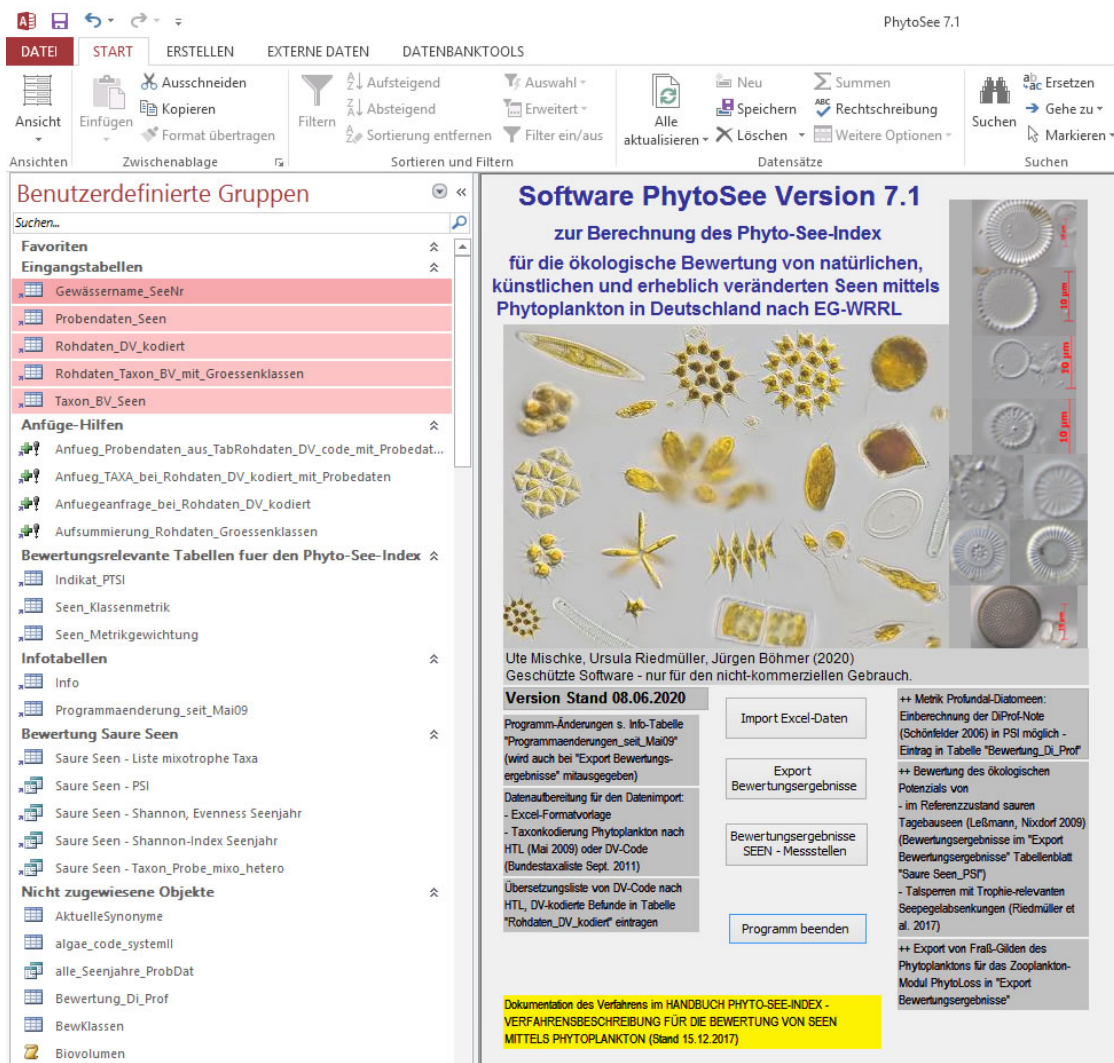 PhytoSee 7.1
DATEI START ERSTELLEN EXTERNE DATEN DATENBANKTOOLS
Ansicht
Ansichten
Einfügen
Ausschneiden
Kopieren
Format übertragen
Zwischenablage
Filtern
Aufsteigend
Absteigend
Sortierung entfernen
Auswahl
Erweitert
Filter ein/aus
Sortieren und Filtern
Alle
aktualisieren
Neu
Speichern
Löschen
Summen
Rechtschreibung
Weitere Optionen
Datensätze
Suchen
Ersetzen
Gehe zu
Markieren
Suchen
Benutzerdefinierte Gruppen
Suchen...
Favoriten
Eingangstabellen
Gewässername_SeeNr
Probendaten_Seen
Rohdaten_DV_kodiert
Rohdaten_Taxon_BV_mit_Groessenklassen
Taxon_BV_Seen
Anfüge-Hilfen
Anfueg_Probendaten_aus_TabRohdaten_DV_code_mit_Probedat...
Anfueg_TAXA_bei_Rohdaten_DV_kodiert_mit_Probedaten
Anfuegeanfrage_bei_Rohdaten_DV_kodiert
Aufsummierung_Rohdaten_Groessenklassen
Bewertungsrelevante Tabellen fuer den Phyto-See-Index
Indikat_PTSI
Seen_Klassenmetrik
Seen_Metrikgewichtung
Infotabellen
Info
Programmaenderung_seit_Mai09
Bewertung Saure Seen
Saure Seen - Liste mixotrophe Taxa
Saure Seen - PSI
Saure Seen - Shannon, Evenness Seenjahr
Saure Seen - Shannon-Index Seenjahr
Saure Seen - Taxon_Probe_mixo_hetero
Nicht zugewiesene Objekte
AktuelleSynonyme
algae_code_systemII
alle_Seenjahre_ProbDat
Bewertung_Di_Prof
BewKlassen
Biovolumen
Software PhytoSee Version 7.1
zur Berechnung des Phyto-See-Index
für die ökologische Bewertung von natürlichen,
künstlichen und erheblich veränderten Seen mittels
Phytoplankton in Deutschland nach EG-WRRL
10 µm
10 µm
10 µm
Ute Mischke, Ursula Riedmüller, Jürgen Böhmer (2020)
Geschützte Software - nur für den nicht-kommerziellen Gebrauch.
Version Stand 08.06.2020
Programm-Änderungen s. Info-Tabelle
"Programmaenderungen_seit_Mai09"
(wird auch bei "Export Bewertungs-
ergebnisse" mitausgegeben)
Datenaufbereitung für den Datenimport:
- Excel-Formatvorlage
- Taxonkodierung Phytoplankton nach
HTL (Mai 2009) oder DV-Code
(Bundestaxaliste Sept. 2011)
Übersetzungsliste von DV-Code nach
HTL, DV-kodierte Befunde in Tabelle
"Rohdaten_DV_kodiert" eintragen
Import Excel-Daten
Export
Bewertungsergebnisse
Bewertungsergebnisse
SEEN - Messstellen
Programm beenden
++ Metrik Profundal-Diatomeen:
Einberechnung der DiProf-Note
(Schönfelder 2006) in PSI möglich -
Eintrag in Tabelle "Bewertung_Di_Prof"
++ Bewertung des ökologischen
Potenzials von
- im Referenzzustand sauren
Tagebauseen (Leßmann, Nixdorf 2009)
(Bewertungsergebnisse im "Export
Bewertungsergebnisse" Tabellenblatt
"Saure Seen_PSI")
- Talsperren mit Trophie-relevanten
Seepegelabsenkungen (Riedmüller et
al. 2017)
++ Export von Fraß-Gilden des
Phytoplanktons für das Zooplankton-
Modul PhytoLoss in "Export
Bewertungsergebnisse"
Dokumentation des Verfahrens im HANDBUCH PHYTO-SEE-INDEX -
VERFAHRENSBESCHREIBUNG FÜR DIE BEWERTUNG VON SEEN
MITTELS PHYTOPLANKTON (Stand 15.12.2017)